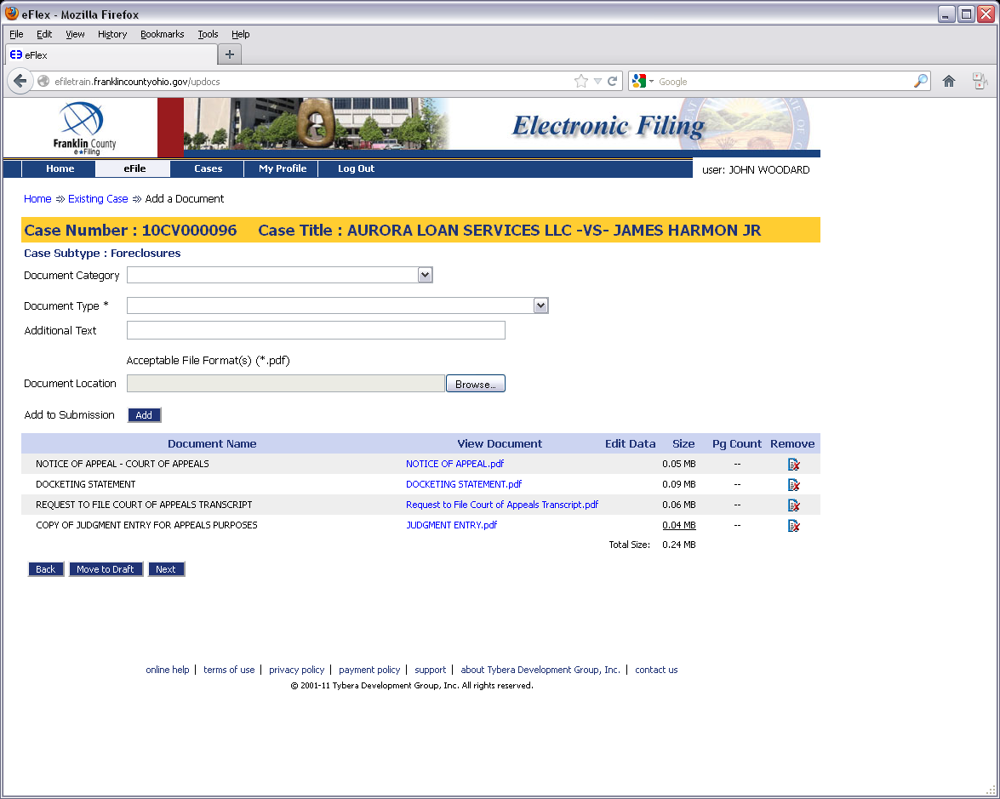 eFlex - Mozilla Firefox
File Edit View History Bookmarks Tools Help
eFlex
efiletrain.franklincountyohio.gov/updocs
Google
Franklin County
e★Filing
Electronic Filing
Home eFile Cases My Profile Log Out
user: JOHN WOODARD
Home ⇒ Existing Case ⇒ Add a Document
Case Number : 10CV000096 Case Title : AURORA LOAN SERVICES LLC -VS- JAMES HARMON JR
Case Subtype : Foreclosures
Document Category
Document Type *
Additional Text
Acceptable File Format(s) (*.pdf)
Document Location Browse...
Add to Submission Add
Document Name View Document Edit Data Size Pg Count Remove
NOTICE OF APPEAL - COURT OF APPEALS NOTICE OF APPEAL.pdf 0.05 MB --
DOCKETING STATEMENT DOCKETING STATEMENT.pdf 0.09 MB --
REQUEST TO FILE COURT OF APPEALS TRANSCRIPT Request to File Court of Appeals Transcript.pdf 0.06 MB --
COPY OF JUDGMENT ENTRY FOR APPEALS PURPOSES JUDGMENT ENTRY.pdf 0.04 MB --
Total Size: 0.24 MB
Back Move to Draft Next
online help | terms of use | privacy policy | payment policy | support | about Tybera Development Group, Inc. | contact us
© 2001-11 Tybera Development Group, Inc. All rights reserved.